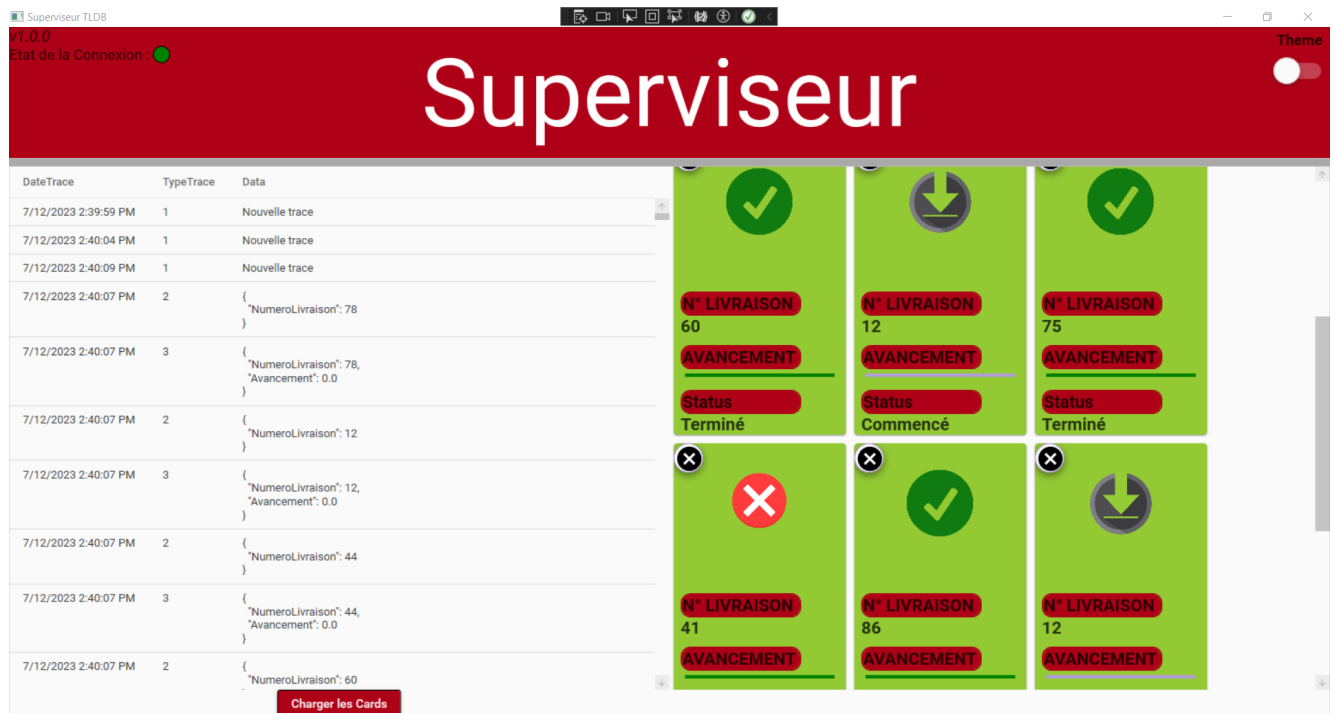 Superviseur TLDB
v1.0.0
Etat de la Connexion :
Superviseur
Theme
DateTrace TypeTrace Data
7/12/2023 2:39:59 PM 1 Nouvelle trace
7/12/2023 2:40:04 PM 1 Nouvelle trace
7/12/2023 2:40:09 PM 1 Nouvelle trace
7/12/2023 2:40:07 PM 2 {
"NumeroLivraison": 78
}
7/12/2023 2:40:07 PM 3 {
"NumeroLivraison": 78,
"Avancement": 0.0
}
7/12/2023 2:40:07 PM 2 {
"NumeroLivraison": 12
}
7/12/2023 2:40:07 PM 3 {
"NumeroLivraison": 12,
"Avancement": 0.0
}
7/12/2023 2:40:07 PM 2 {
"NumeroLivraison": 44
}
7/12/2023 2:40:07 PM 3 {
"NumeroLivraison": 44,
"Avancement": 0.0
}
7/12/2023 2:40:07 PM 2 {
"NumeroLivraison": 60
Charger les Cards
N° LIVRAISON
60
AVANCEMENT
Status
Terminé
N° LIVRAISON
12
AVANCEMENT
Status
Commencé
N° LIVRAISON
75
AVANCEMENT
Status
Terminé
N° LIVRAISON
41
AVANCEMENT
N° LIVRAISON
86
AVANCEMENT
N° LIVRAISON
12
AVANCEMENT